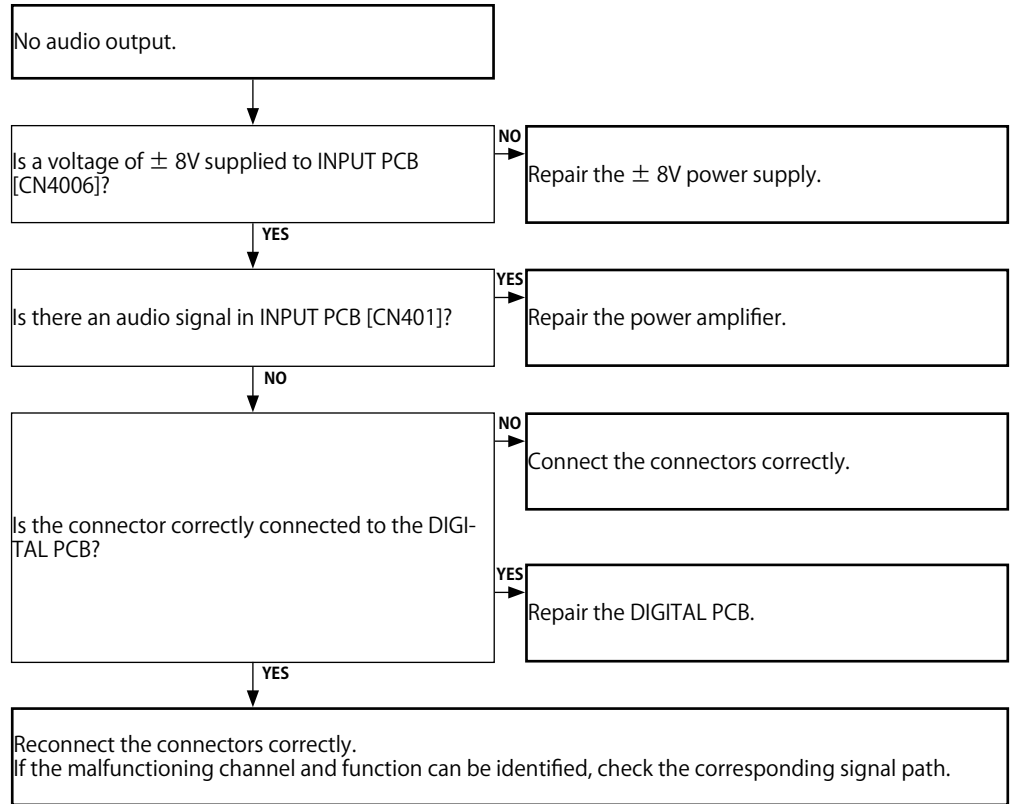 No audio output.
Is a voltage of ± 8V supplied to INPUT PCB
[CN4006]?
NO
Repair the ± 8V power supply.
YES
Is there an audio signal in INPUT PCB [CN401]?
YES
Repair the power amplifier.
NO
Is the connector correctly connected to the DIGI-
TAL PCB?
NO
Connect the connectors correctly.
YES
Repair the DIGITAL PCB.
YES
Reconnect the connectors correctly.
If the malfunctioning channel and function can be identified, check the corresponding signal path.